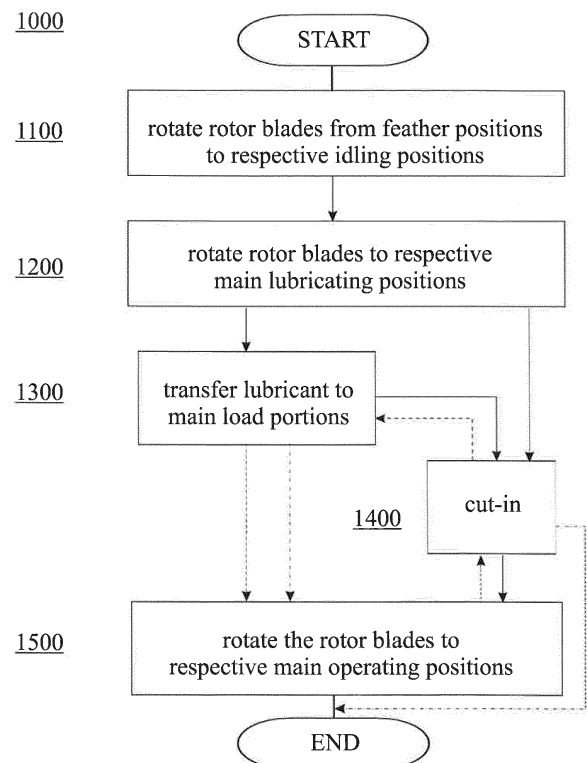 1000
START
1100
rotate rotor blades from feather positions
to respective idling positions
1200
rotate rotor blades to respective
main lubricating positions
1300
transfer lubricant to
main load portions
1400
cut-in
1500
rotate the rotor blades to
respective main operating positions
END